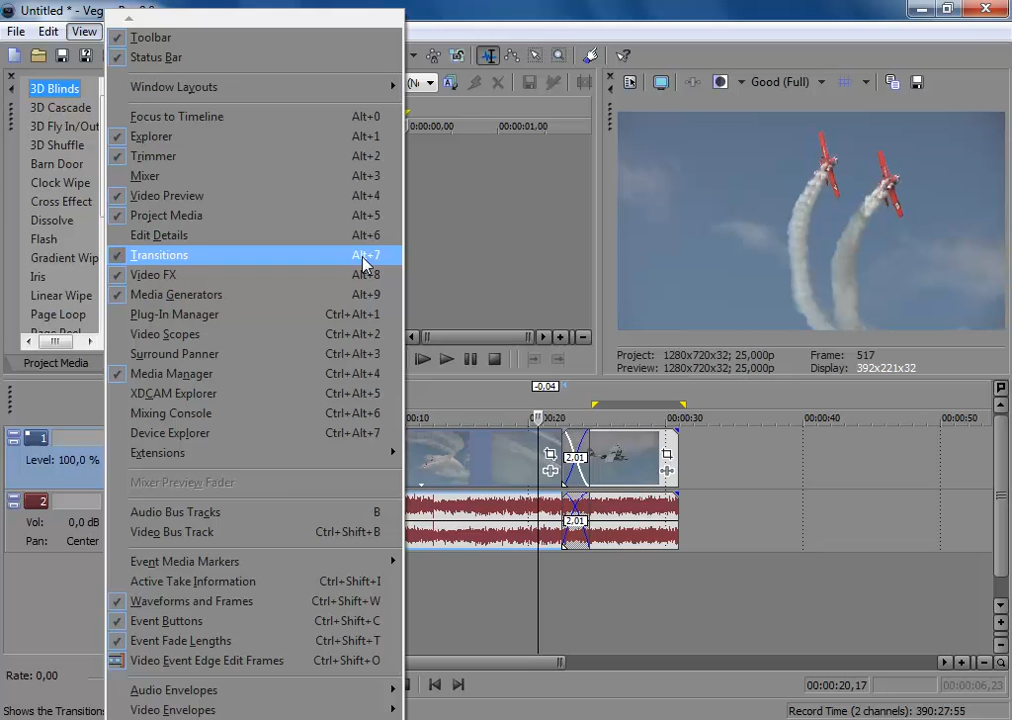 Untitled * - Veg
File Edit View
Toolbar
Status Bar
Window Layouts
Focus to Timeline Alt+0
Explorer Alt+1
Trimmer Alt+2
Mixer Alt+3
Video Preview Alt+4
Project Media Alt+5
Edit Details Alt+6
Transitions Alt+7
Video FX Alt+8
Media Generators Alt+9
Plug-In Manager Ctrl+Alt+1
Video Scopes Ctrl+Alt+2
Surround Panner Ctrl+Alt+3
Media Manager Ctrl+Alt+4
XDCAM Explorer Ctrl+Alt+5
Mixing Console Ctrl+Alt+6
Device Explorer Ctrl+Alt+7
Extensions
Mixer Preview Fader
Audio Bus Tracks B
Video Bus Track Ctrl+Shift+B
Event Media Markers
Active Take Information Ctrl+Shift+I
Waveforms and Frames Ctrl+Shift+W
Event Buttons Ctrl+Shift+C
Event Fade Lengths Ctrl+Shift+T
Video Event Edge Edit Frames Ctrl+Shift+O
Audio Envelopes
Video Envelopes
3D Blinds
3D Cascade
3D Fly In/Out
3D Shuffle
Barn Door
Clock Wipe
Cross Effect
Dissolve
Flash
Gradient Wip
Iris
Linear Wipe
Page Loop
Page Peel
Project Media
(N
Good (Full)
0:00:00,00 00:00:01,00
Project: 1280x720x32; 25,000p Frame: 517
Preview: 1280x720x32; 25,000p Display: 392x221x32
-0,04
00:10 00:00:20 00:00:30 00:00:40 00:00:50
1
Level: 100,0 %
2,01
2
Vol: 0,0 dB
2,01
Pan: Center
Rate: 0,00
00:00:20,17 00:00:06,23
Shows the Transitions
Record Time (2 channels): 390:27:55